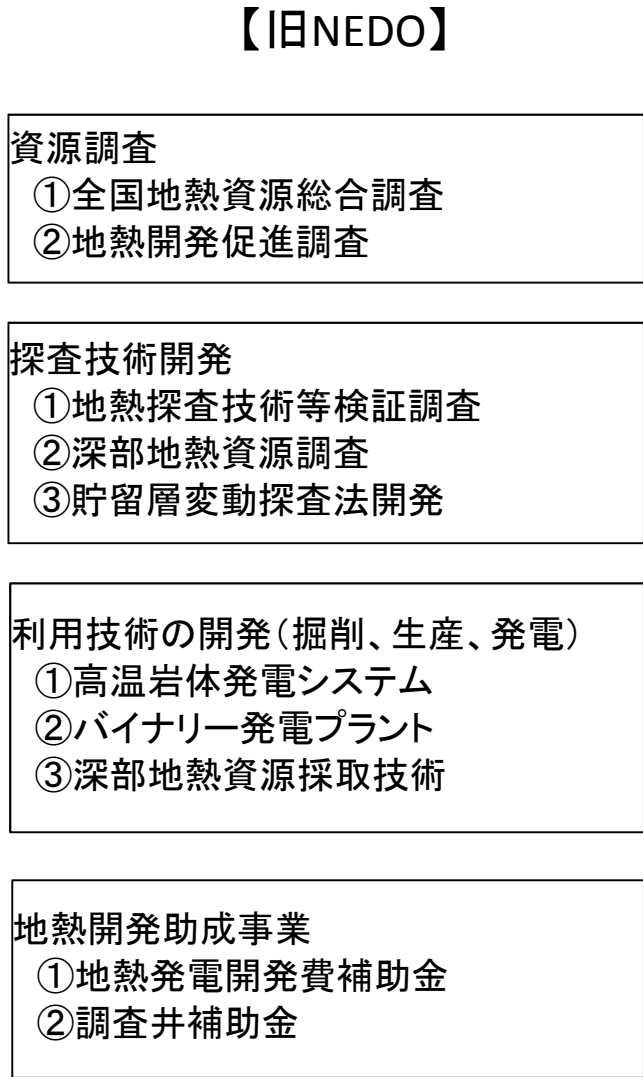 【旧NEDO】
資源調査
①全国地熱資源総合調査
②地熱開発促進調査
探査技術開発
①地熱探査技術等検証調査
②深部地熱資源調査
③貯留層変動探査法開発
利用技術の開発（掘削、生産、発電）
①高温岩体発電システム
②バイナリー発電プラント
③深部地熱資源採取技術
地熱開発助成事業
①地熱発電開発費補助金
②調査井補助金